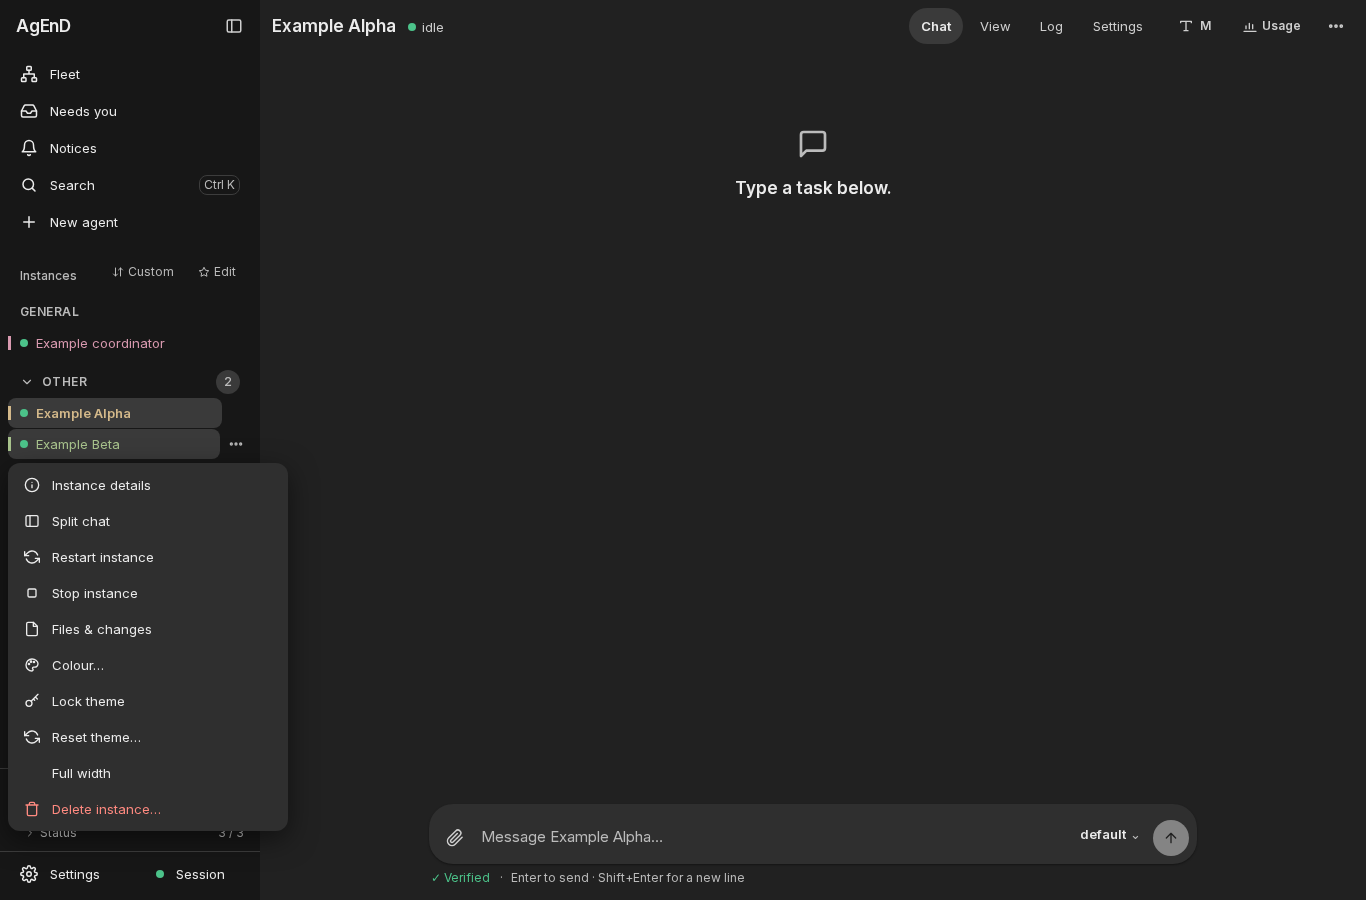 AgEnD
Fleet
Needs you
Notices
Search Ctrl K
New agent
Instances Custom Edit
GENERAL
Example coordinator
OTHER 2
Example Alpha
Example Beta
Instance details
Split chat
Restart instance
Stop instance
Files & changes
Colour...
Lock theme
Reset theme...
Full width
Delete instance...
Status 3 / 3
Settings Session
Example Alpha idle
Chat View Log Settings M Usage
Type a task below.
Message Example Alpha...
default
✓ Verified · Enter to send · Shift+Enter for a new line